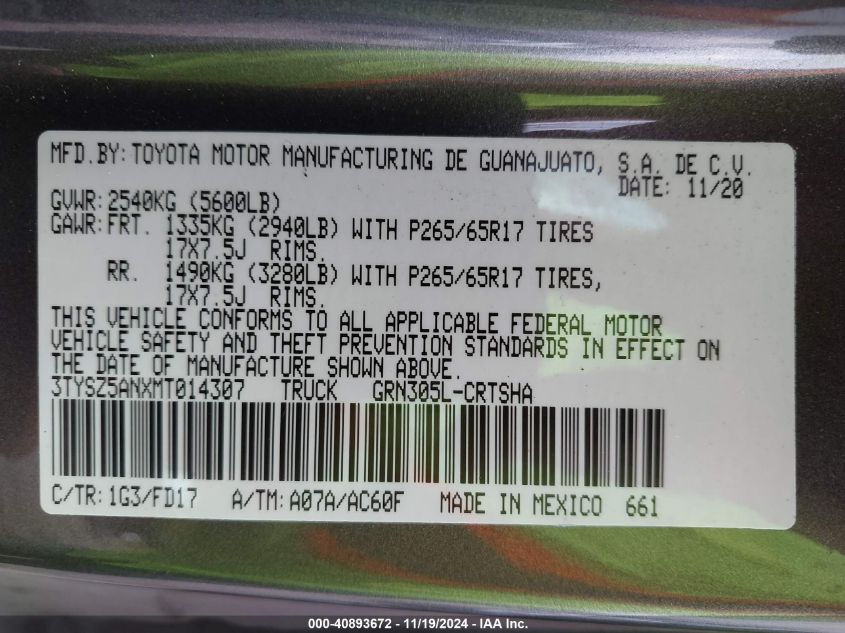 MFD.BY: TOYOTA MOTOR MANUFACTURING DE GUANAJUATO, S.A. DE C.V.
DATE: 11/20
GVWR: 2540KG (5600LB)
GAWR: FRT. 1335KG (2940LB) WITH P265/65R17 TIRES
17X7.5J RIMS.
RR. 1490KG (3280LB) WITH P265/65R17 TIRES,
17X7.5J RIMS.
THIS VEHICLE CONFORMS TO ALL APPLICABLE FEDERAL MOTOR
VEHICLE SAFETY AND THEFT PREVENTION STANDARDS IN EFFECT ON
THE DATE OF MANUFACTURE SHOWN ABOVE.
3TYSZ5ANXMT014307 TRUCK GRN305L-CRTSHA
C/TR: 1G3/FD17 A/TM: A07A/AC60F MADE IN MEXICO 661
000-40893672 - 11/19/2024 - IAA Inc.